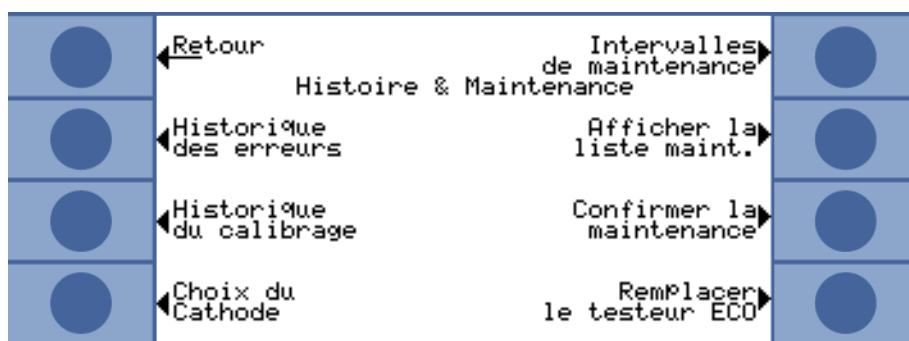 Retour
Intervalles
de maintenance
Histoire & Maintenance
Historique
des erreurs
Afficher la
liste maint.
Historique
du calibrage
Confirmer la
maintenance
Choix du
Cathode
Remplacer
le testeur ECO